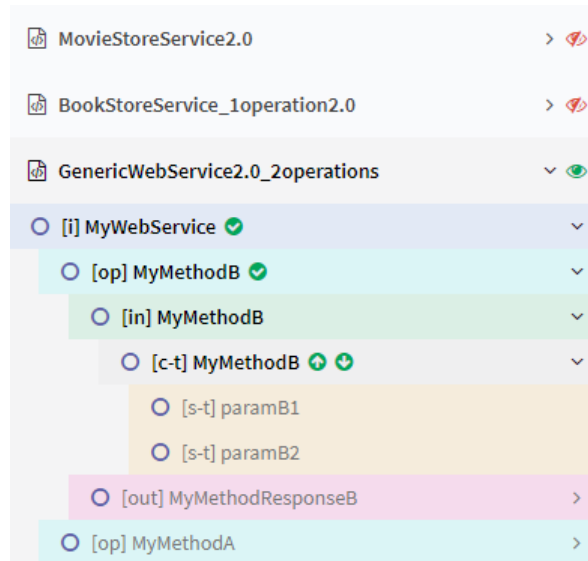 MovieStoreService2.0
BookStoreService_1operation2.0
GenericWebService2.0_2operations
[i] MyWebService
[op] MyMethodB
[in] MyMethodB
[c-t] MyMethodB
[s-t] paramB1
[s-t] paramB2
[out] MyMethodResponseB
[op] MyMethodA